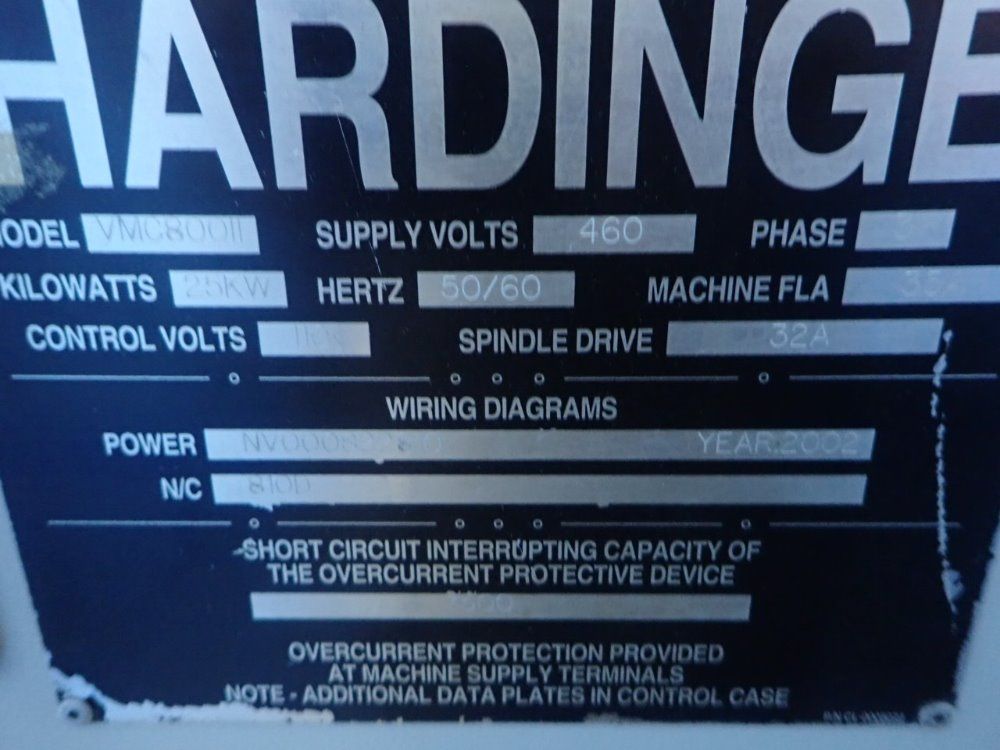 HARDINGE
MODEL VMC800II SUPPLY VOLTS 460 PHASE
KILOWATTS 25KW HERTZ 50/60 MACHINE FLA
CONTROL VOLTS SPINDLE DRIVE 32A
WIRING DIAGRAMS
POWER YEAR:2002
N/C 810D
SHORT CIRCUIT INTERRUPTING CAPACITY OF
THE OVERCURRENT PROTECTIVE DEVICE
OVERCURRENT PROTECTION PROVIDED
AT MACHINE SUPPLY TERMINALS
NOTE - ADDITIONAL DATA PLATES IN CONTROL CASE